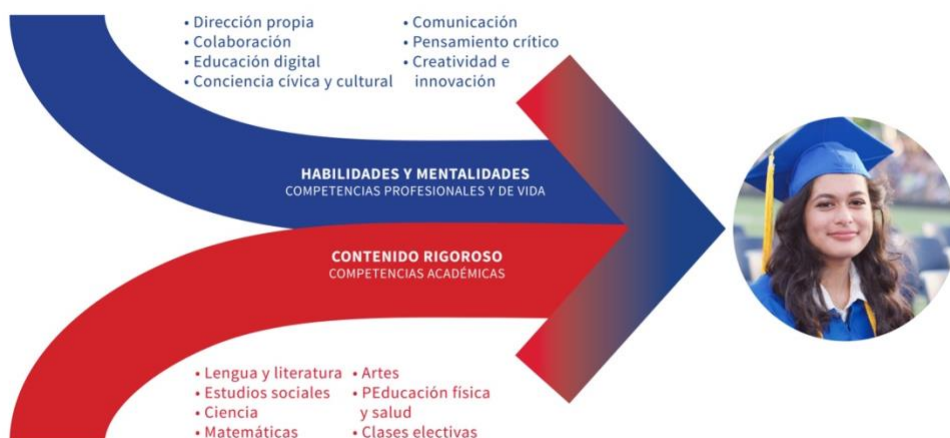 • Dirección propia
• Colaboración
• Educación digital
• Conciencia cívica y cultural
• Comunicación
• Pensamiento crítico
• Creatividad e
innovación
HABILIDADES Y MENTALIDADES
COMPETENCIAS PROFESIONALES Y DE VIDA
CONTENIDO RIGOROSO
COMPETENCIAS ACADÉMICAS
• Lengua y literatura
• Estudios sociales
• Ciencia
• Matemáticas
• Artes
• PEducación física
y salud
• Clases electivas